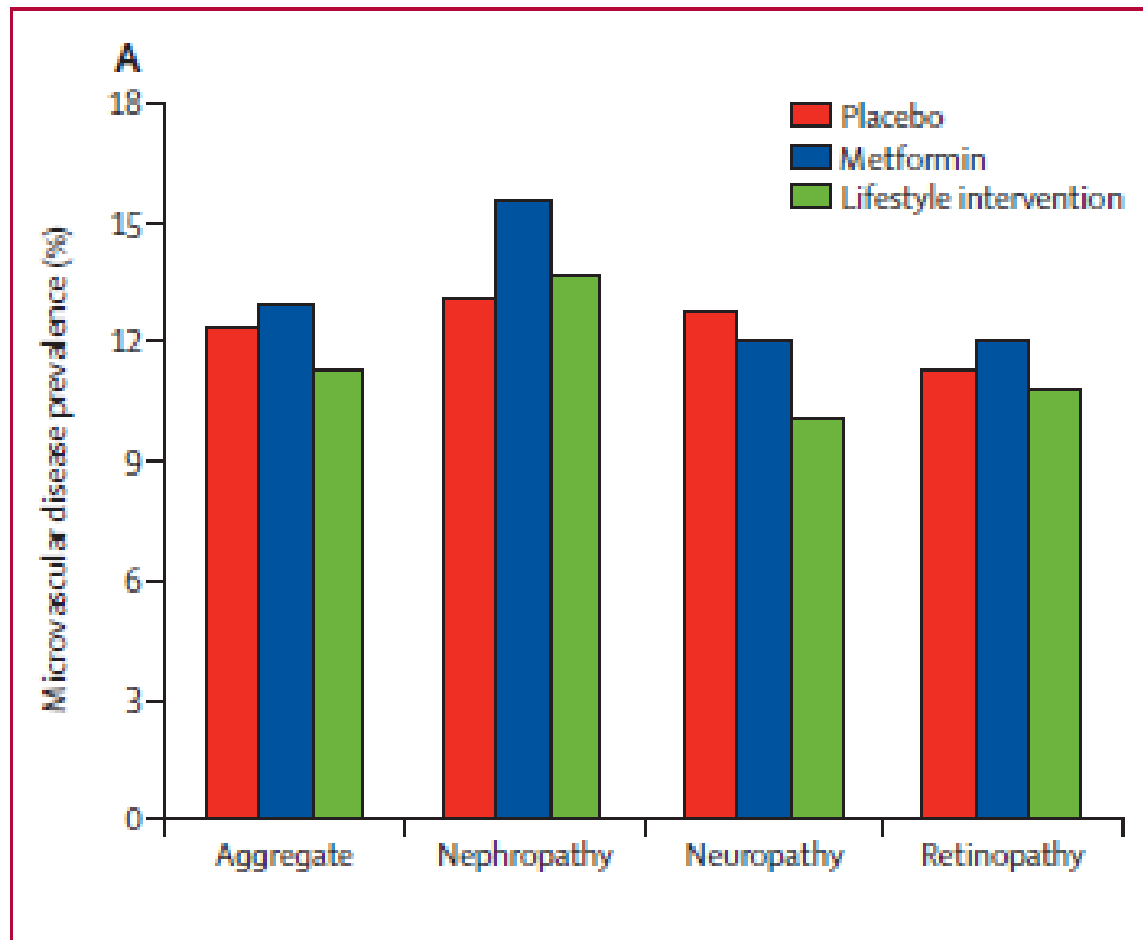 A
18
15
12
9
6
3
0
Microvascular disease prevalence (%)
Placebo
Metformin
Lifestyle intervention
Aggregate
Nephropathy
Neuropathy
Retinopathy